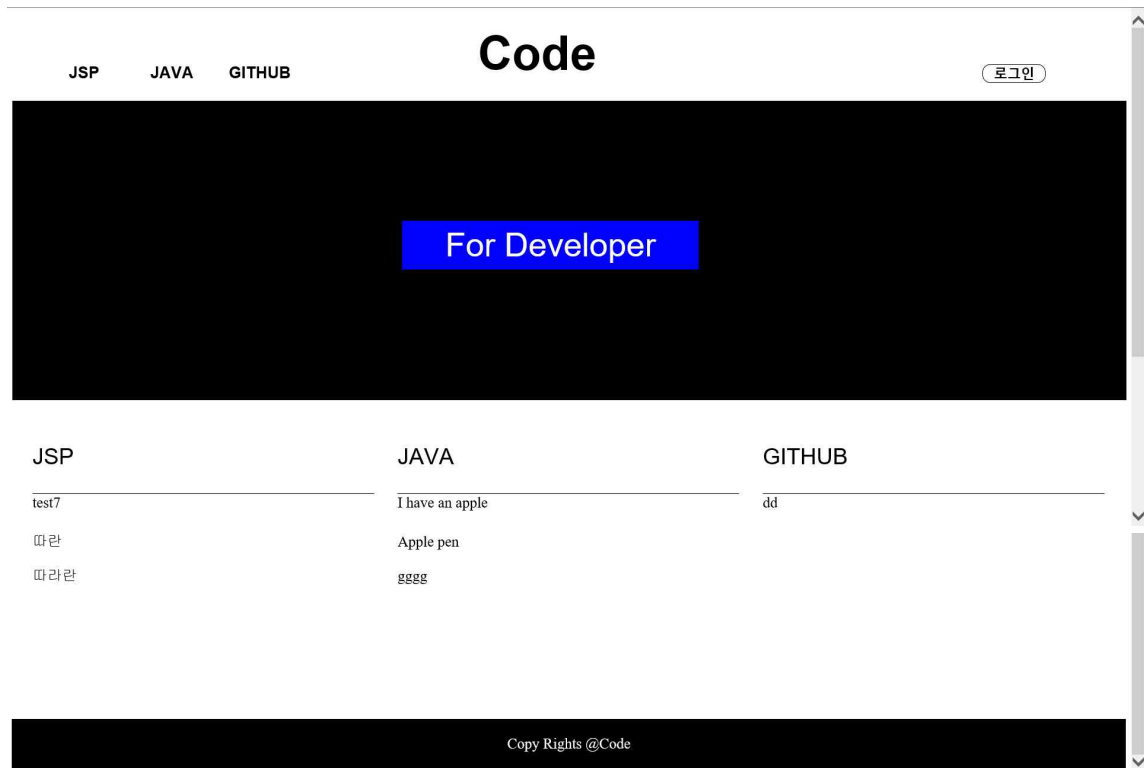 Code
JSP JAVA GITHUB 로그인
For Developer
JSP JAVA GITHUB
test7 I have an apple dd
따란 Apple pen
따라란 gggg
Copy Rights @Code